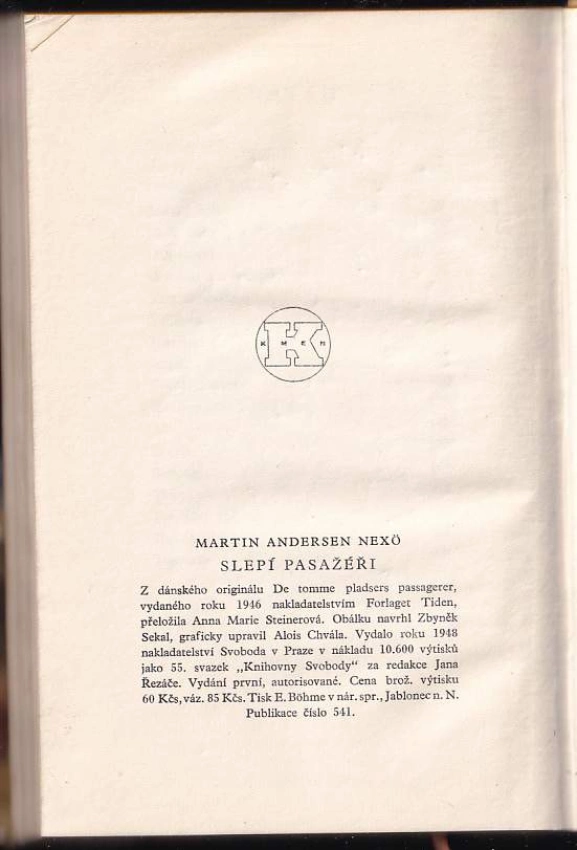 K M E N
MARTIN ANDERSEN NEXÖ
SLEPÍ PASAŽÉŘI
Z dánského originálu De tomme pladsers passagerer,
vydaného roku 1946 nakladatelstvím Forlaget Tiden,
přeložila Anna Marie Steinerová. Obálku navrhl Zbyněk
Sekal, graficky upravil Alois Chvála. Vydalo roku 1948
nakladatelství Svoboda v Praze v nákladu 10.600 výtisků
jako 55. svazek „Knihovny Svobody“ za redakce Jana
Řezáče. Vydání první, autorisované. Cena brož. výtisku
60 Kčs, váz. 85 Kčs. Tisk E. Böhme v nár. spr., Jablonec n. N.
Publikace číslo 541.